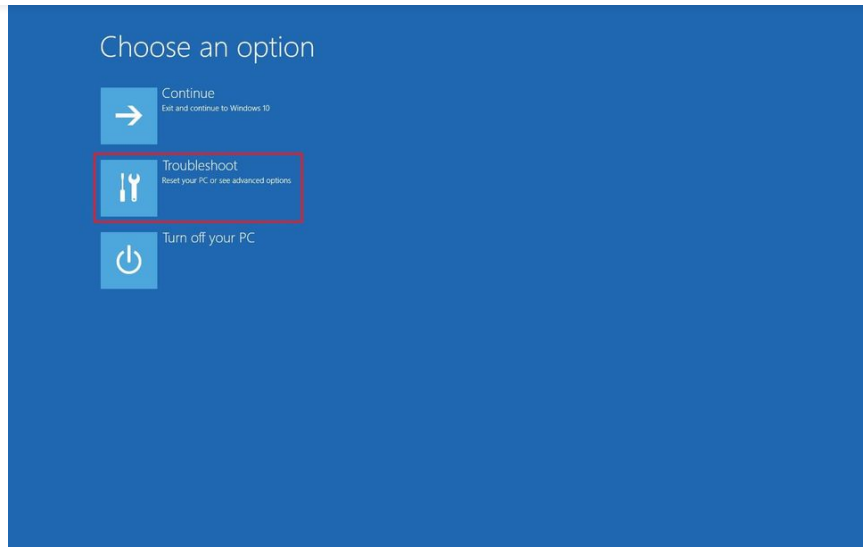 Choose an option
Continue
Exit and continue to Windows 10
Troubleshoot
Reset your PC or see advanced options
Turn off your PC